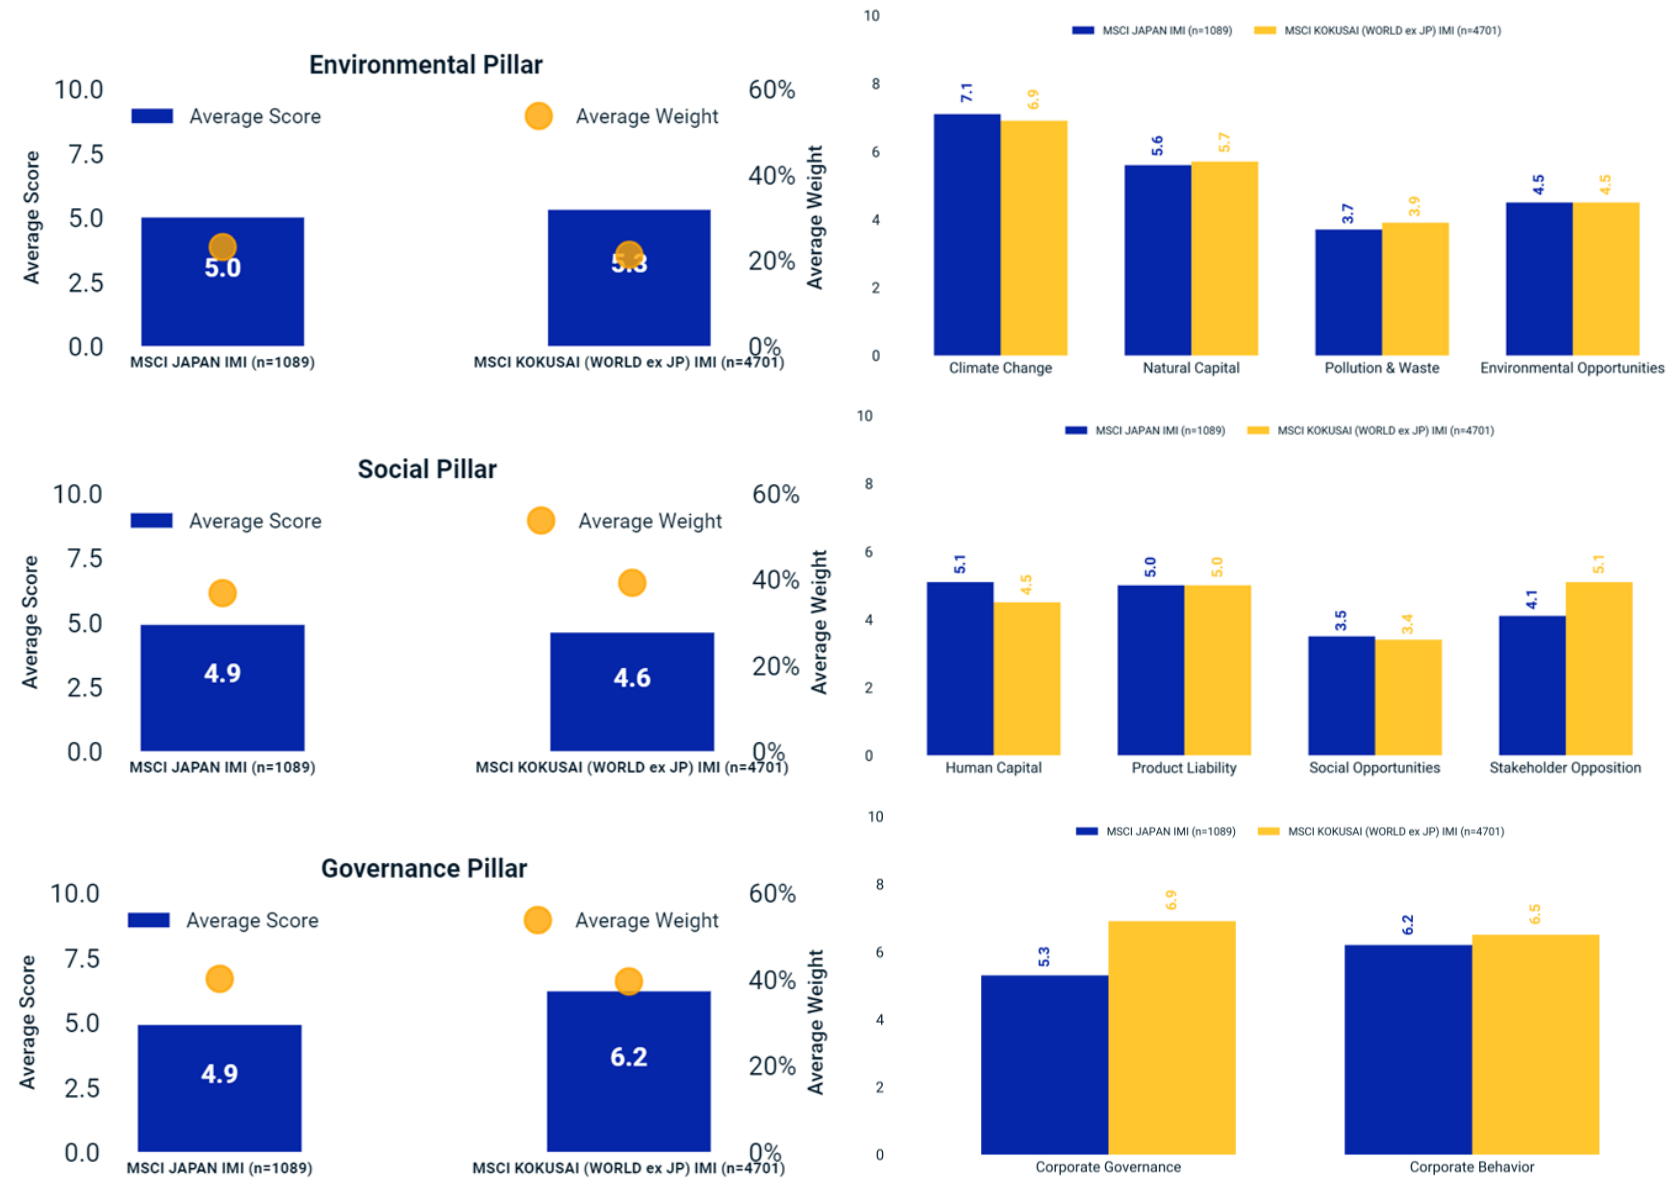 Environmental Pillar
Average Score
Average Weight
10.0
7.5
5.0
2.5
0.0
Average Score
60%
40%
20%
0%
Average Weight
5.0
5.3
MSCI JAPAN IMI (n=1089)
MSCI KOKUSAI (WORLD ex JP) IMI (n=4701)
10
8
6
4
2
0
MSCI JAPAN IMI (n=1089)
MSCI KOKUSAI (WORLD ex JP) IMI (n=4701)
7.1
6.9
5.6
5.7
3.7
3.9
4.5
4.5
Climate Change
Natural Capital
Pollution & Waste
Environmental Opportunities
Social Pillar
Average Score
Average Weight
10.0
7.5
5.0
2.5
0.0
Average Score
60%
40%
20%
0%
Average Weight
4.9
4.6
MSCI JAPAN IMI (n=1089)
MSCI KOKUSAI (WORLD ex JP) IMI (n=4701)
10
8
6
4
2
0
MSCI JAPAN IMI (n=1089)
MSCI KOKUSAI (WORLD ex JP) IMI (n=4701)
5.1
4.5
5.0
5.0
3.5
3.4
4.1
5.1
Human Capital
Product Liability
Social Opportunities
Stakeholder Opposition
Governance Pillar
Average Score
Average Weight
10.0
7.5
5.0
2.5
0.0
Average Score
60%
40%
20%
0%
Average Weight
4.9
6.2
MSCI JAPAN IMI (n=1089)
MSCI KOKUSAI (WORLD ex JP) IMI (n=4701)
10
8
6
4
2
0
MSCI JAPAN IMI (n=1089)
MSCI KOKUSAI (WORLD ex JP) IMI (n=4701)
5.3
6.9
6.2
6.5
Corporate Governance
Corporate Behavior